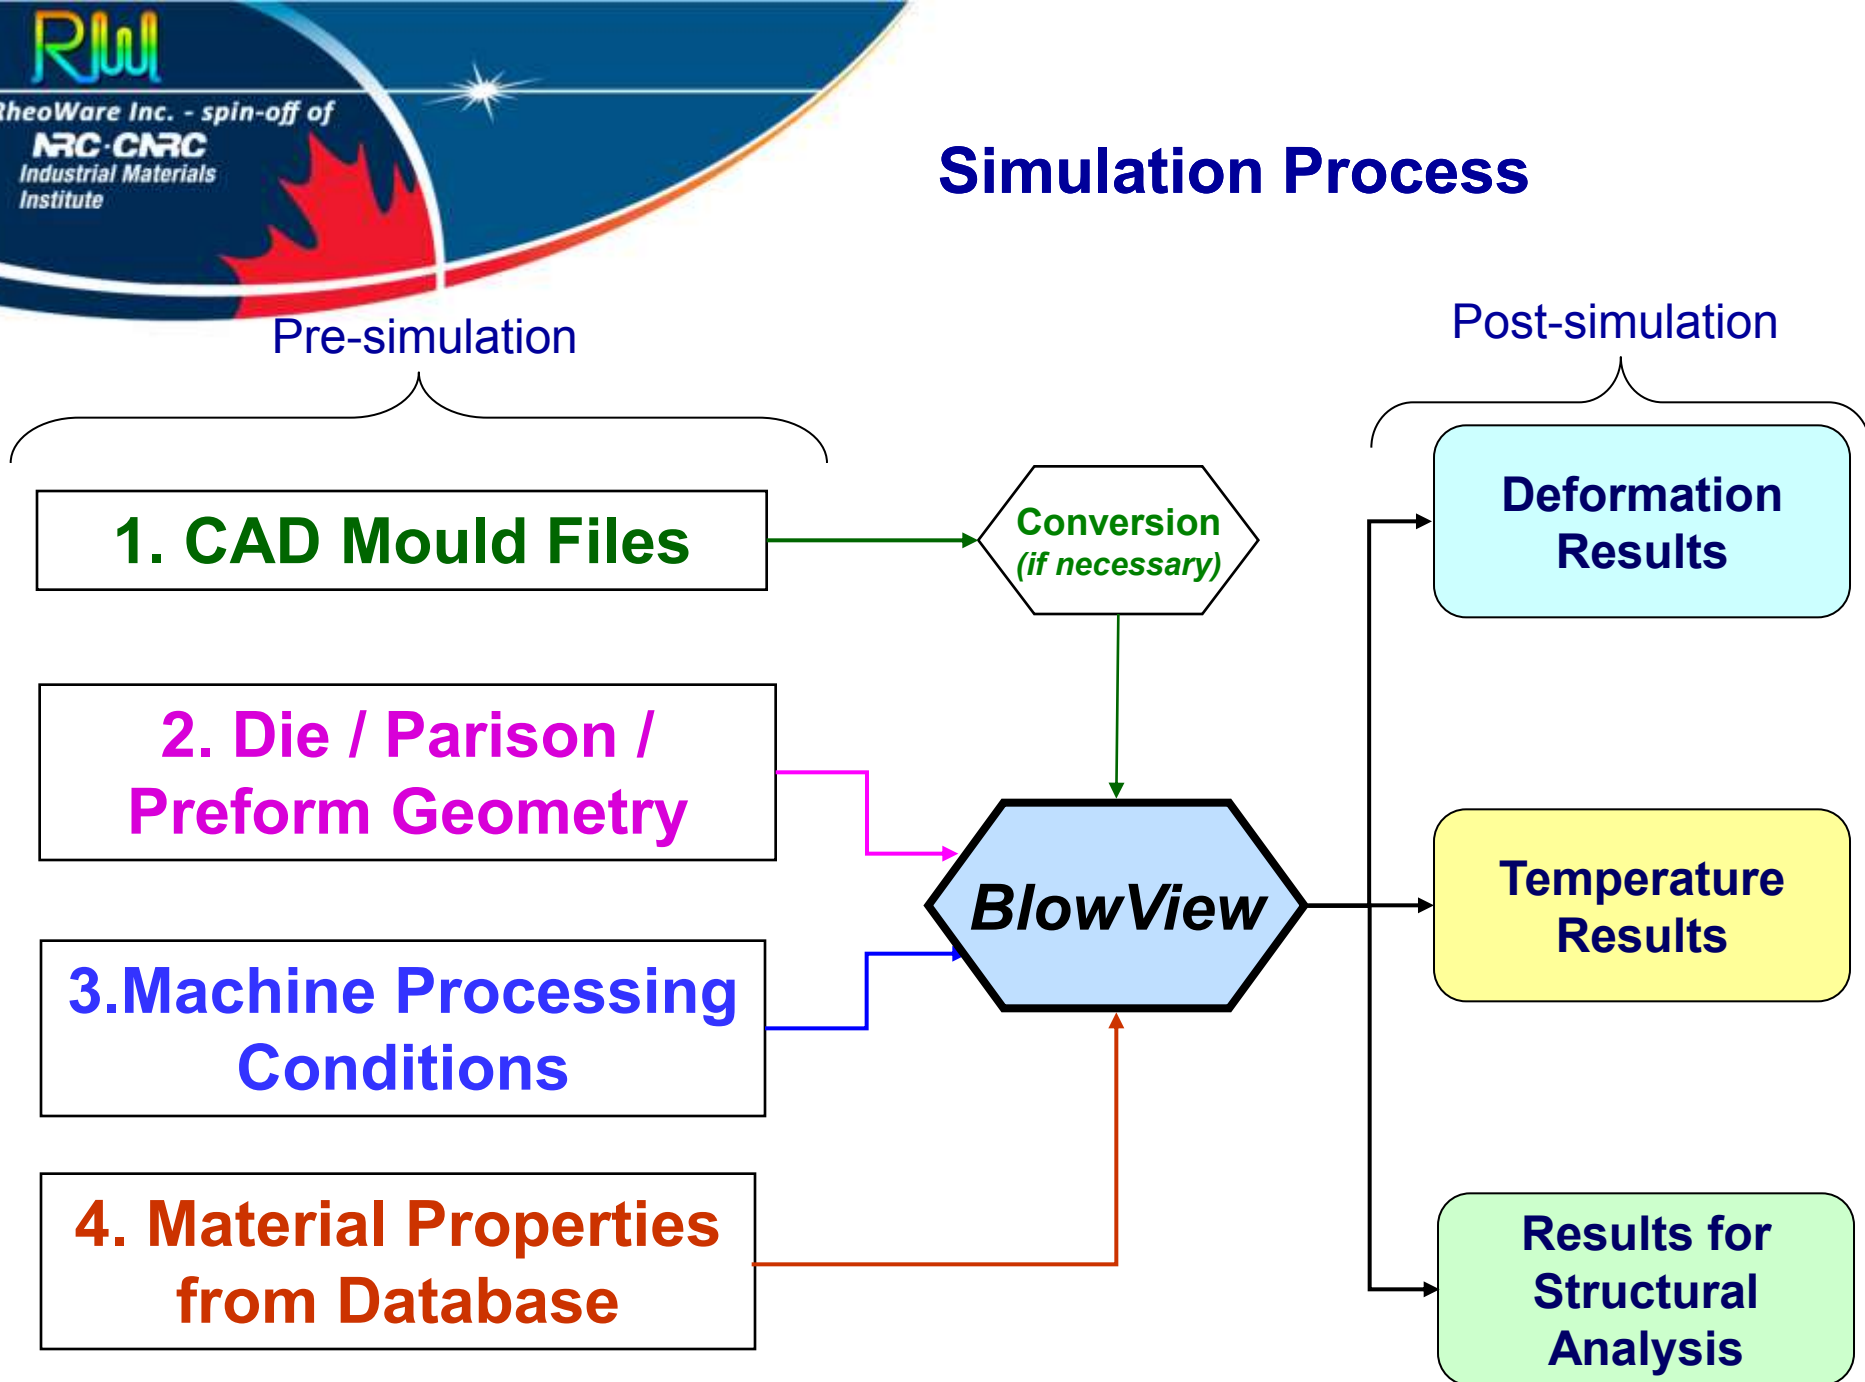 RW
RheoWare Inc. - spin-off of
NRC·CNRC
Industrial Materials
Institute
Simulation Process
Pre-simulation
Post-simulation
1. CAD Mould Files
Conversion
(if necessary)
2. Die / Parison /
Preform Geometry
3.Machine Processing
Conditions
4. Material Properties
from Database
BlowView
Deformation
Results
Temperature
Results
Results for
Structural
Analysis